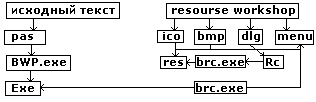 исходный текст
resourse workshop
pas
ico
bmp
dlg
menu
BWP.exe
res
brc.exe
Rc
Exe
brc.exe